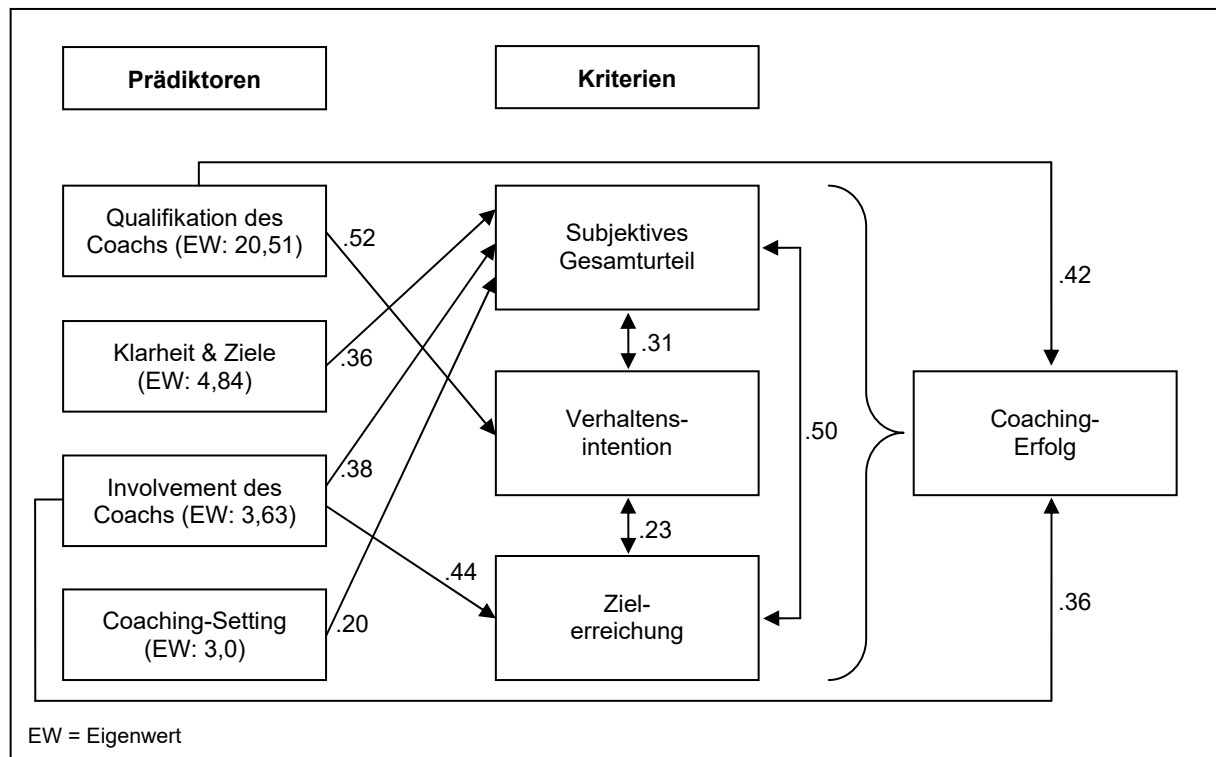 Prädiktoren
Kriterien
Qualifikation des
Coachs (EW: 20,51)
Klarheit & Ziele
(EW: 4,84)
Involvement des
Coachs (EW: 3,63)
Coaching-Setting
(EW: 3,0)
.52
.36
.38
.44
.20
Subjektives
Gesamturteil
.31
Verhaltens-
intention
.23
Ziel-
erreichung
.50
.42
Coaching-
Erfolg
.36
EW = Eigenwert